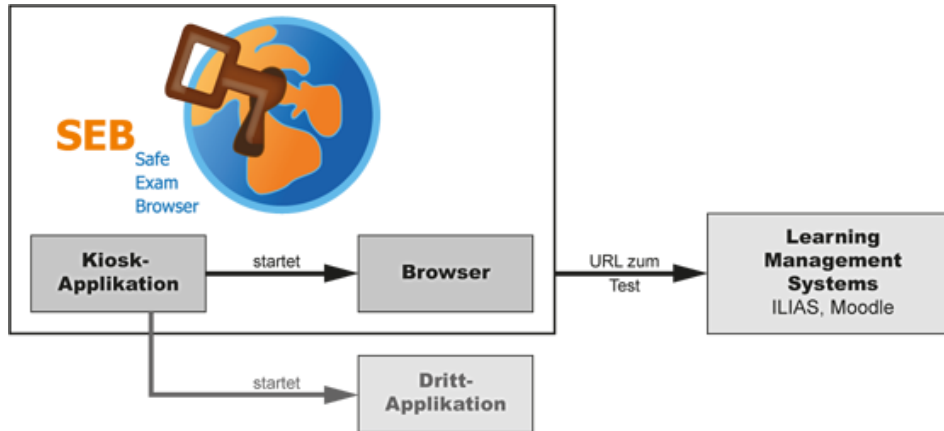 SEB
Safe
Exam
Browser
Kiosk-
Applikation
startet
Browser
URL zum
Test
Learning
Management
Systems
ILIAS, Moodle
startet
Dritt-
Applikation